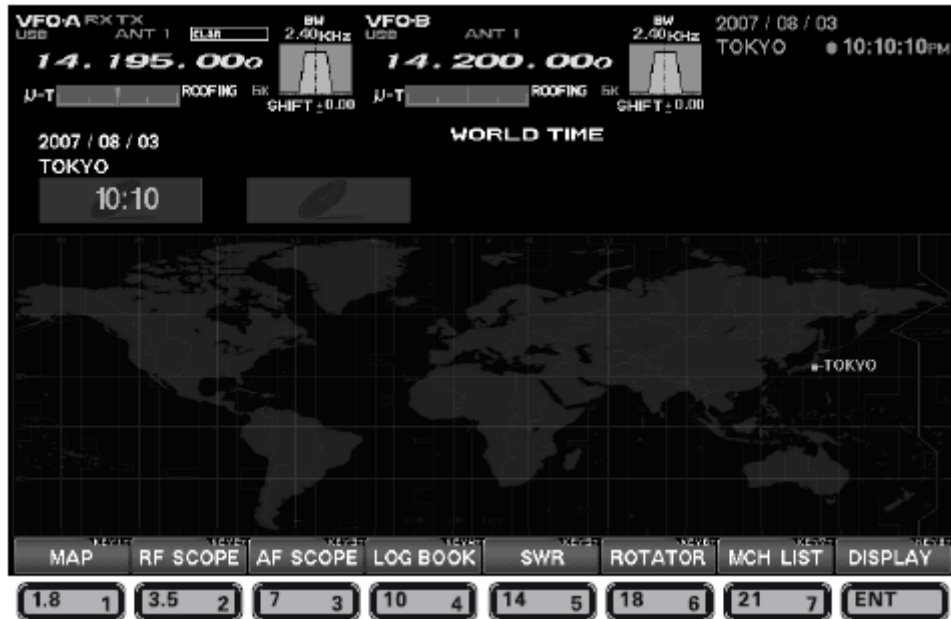 VFO-A RX TX
USB ANT 1 CLAR
BW
2.40KHz
14. 195. 000
μ-T ROOFING 6K
SHIFT ± 0.00
VFO-B
USB ANT 1
BW
2.40KHz
14. 200. 000
μ-T ROOFING 6K
SHIFT ± 0.00
2007 / 08 / 03
TOKYO 10:10:10PM
WORLD TIME
2007 / 08 / 03
TOKYO
10:10
TOKYO
MAP RF SCOPE AF SCOPE LOG BOOK SWR ROTATOR MCH LIST DISPLAY
1.8 1 3.5 2 7 3 10 4 14 5 18 6 21 7 ENT